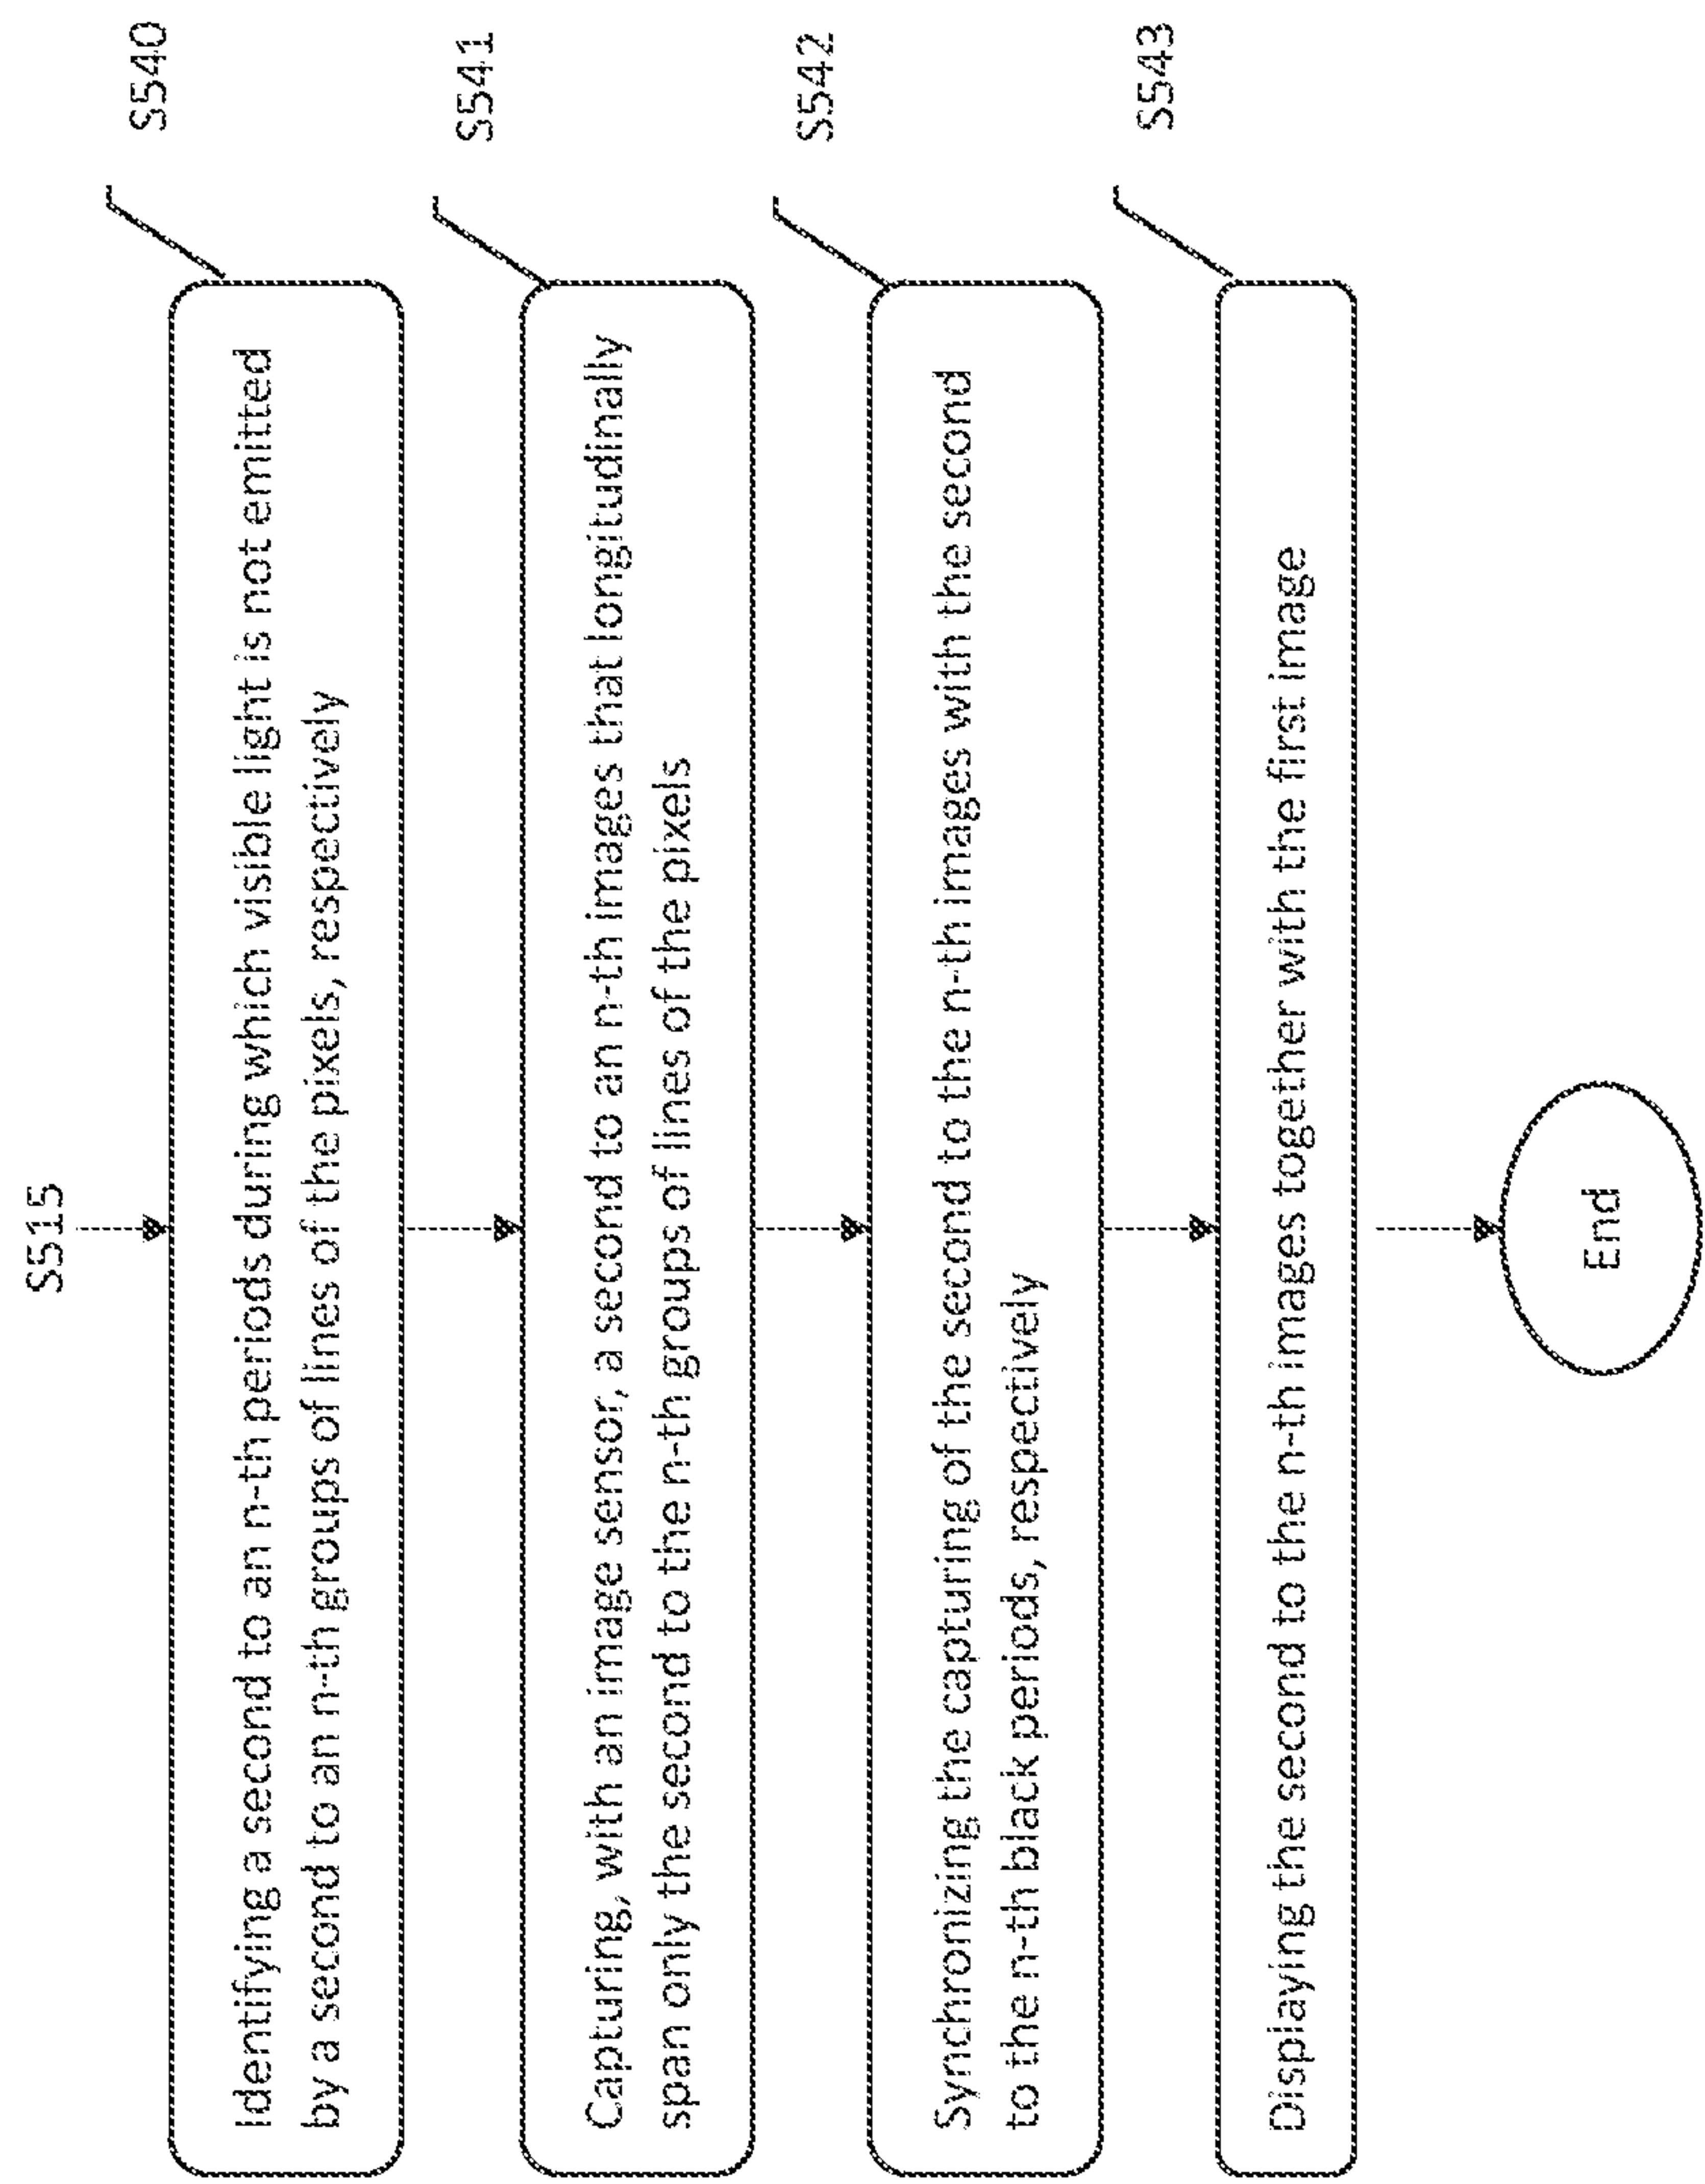 S515
S540
Identifying a second to an n-th periods during which visible light is not emitted
by a second to an n-th groups of lines of the pixels, respectively
S541
Capturing, with an image sensor, a second to an n-th images that longitudinally
span only the second to the n-th groups of lines of the pixels
S542
Synchronizing the capturing of the second to the n-th images with the second
to the n-th black periods, respectively
S543
Displaying the second to the n-th images together with the first image
End